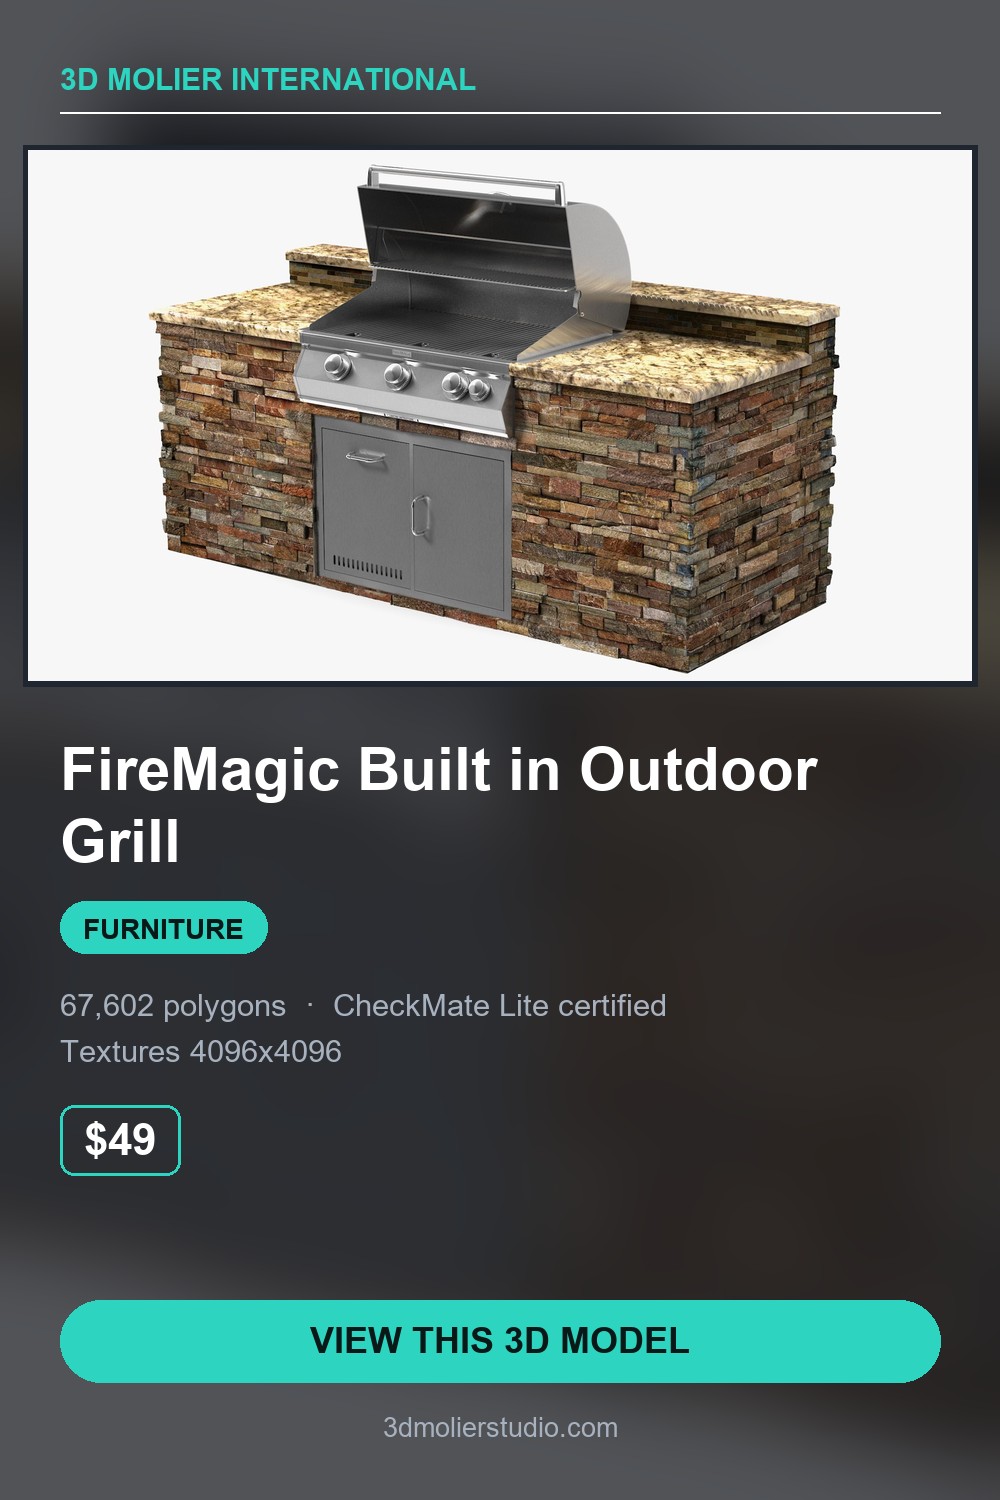 3D MOLIER INTERNATIONAL
FireMagic Built in Outdoor
Grill
FURNITURE
67,602 polygons · CheckMate Lite certified
Textures 4096x4096
$49
VIEW THIS 3D MODEL
3dmolierstudio.com